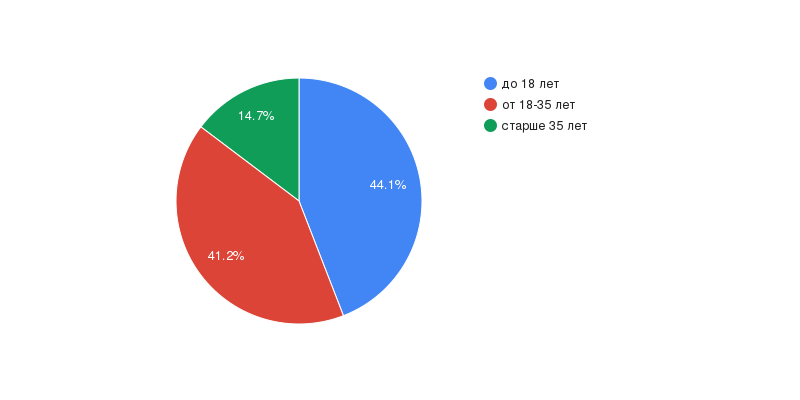 до 18 лет
от 18-35 лет
старше 35 лет
14.7%
44.1%
41.2%